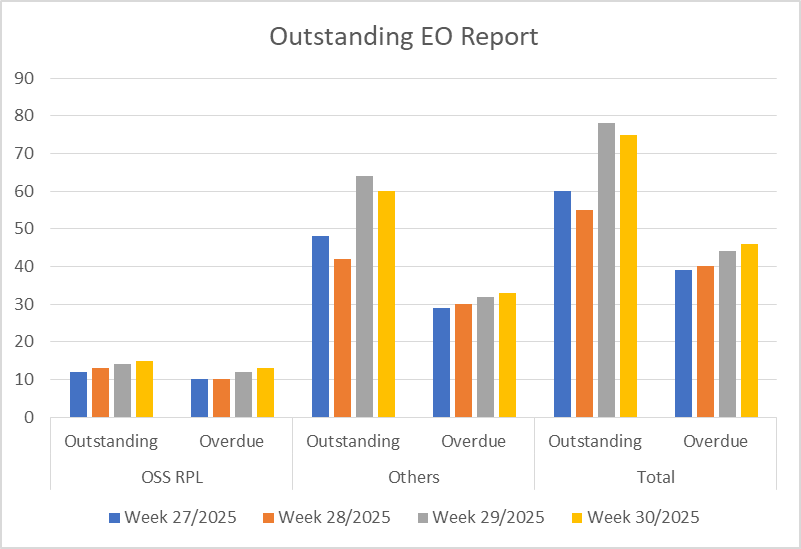 Outstanding EO Report
90
80
70
60
50
40
30
20
10
0
Outstanding Overdue Outstanding Overdue Outstanding Overdue
OSS RPL Others Total
Week 27/2025 Week 28/2025 Week 29/2025 Week 30/2025